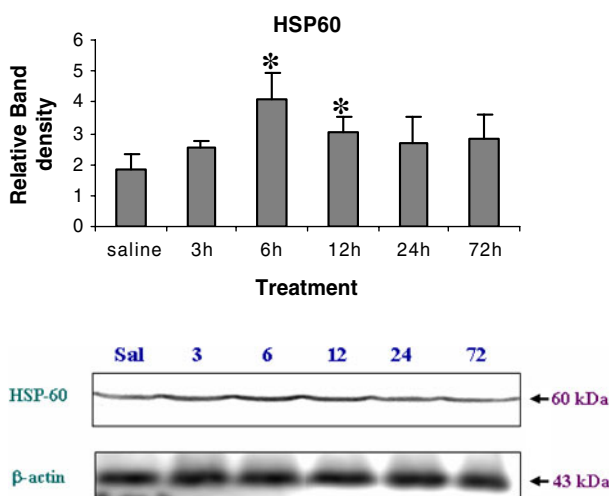 HSP60
Relative Band
density
6
5
4
3
2
1
0
*
*
saline 3h 6h 12h 24h 72h
Treatment
Sal 3 6 12 24 72
HSP-60
60 kDa
β-actin
43 kDa